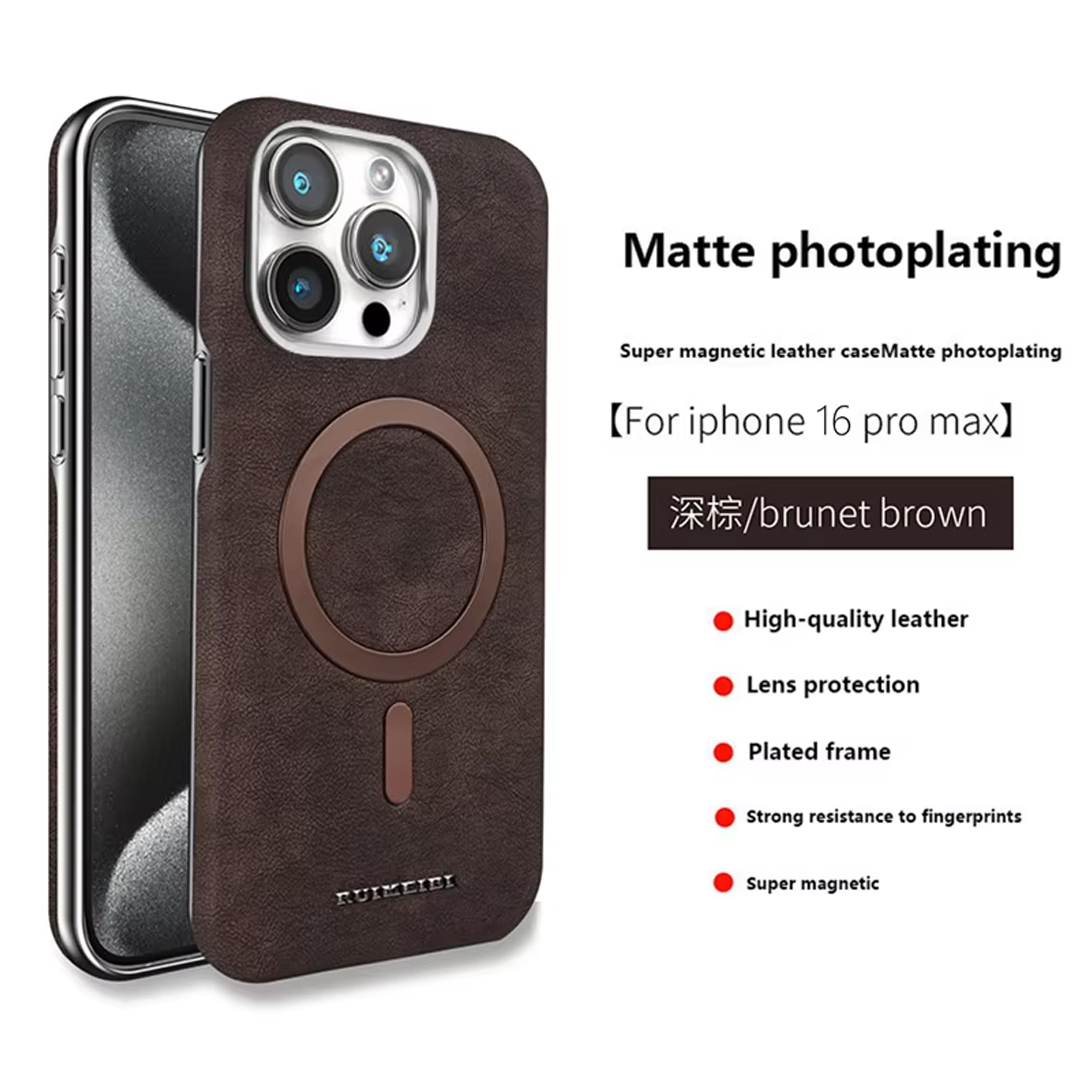 Matte photoplating
Super magnetic leather caseMatte photoplating
【For iphone 16 pro max】
深棕/brunet brown
High-quality leather
Lens protection
Plated frame
Strong resistance to fingerprints
Super magnetic
RUIMEIBI